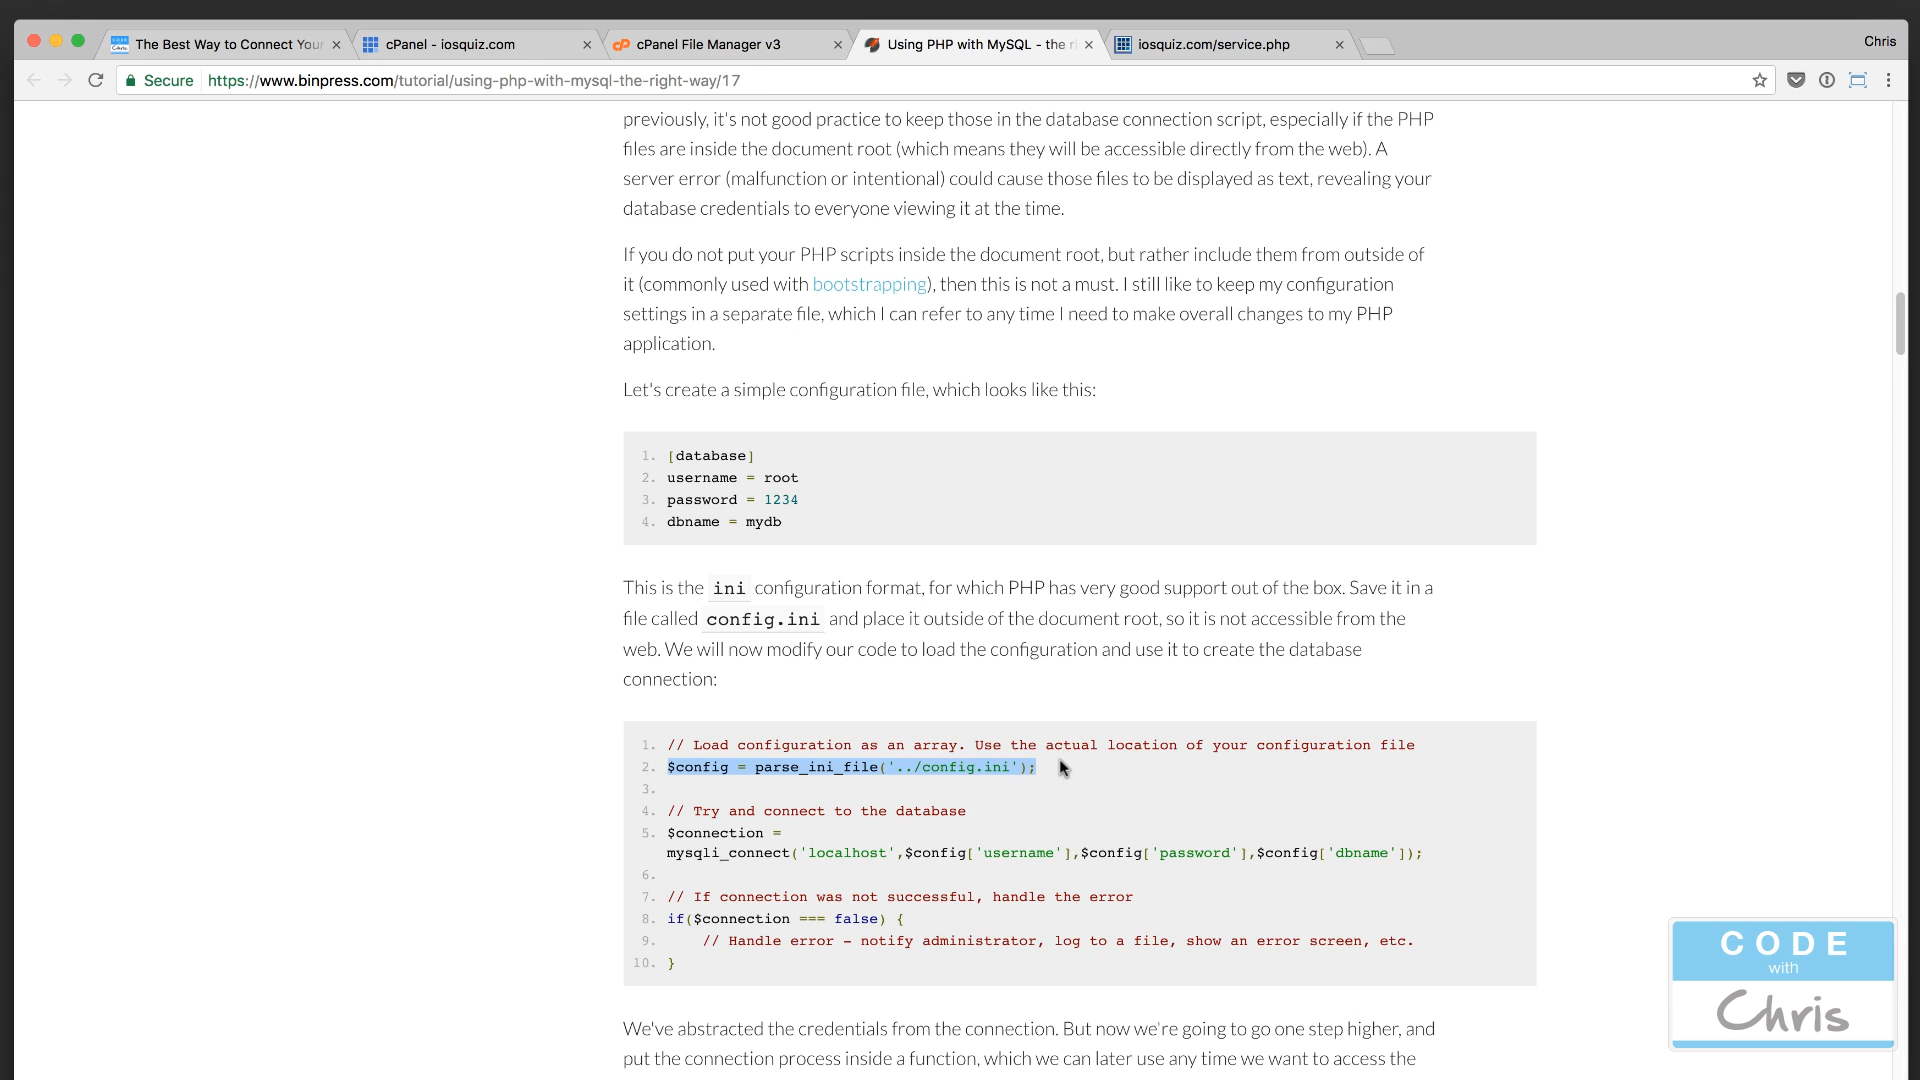 The Best Way to Connect Your
cPanel - iosquiz.com
cPanel File Manager v3
Using PHP with MySQL - the ri
iosquiz.com/service.php
Chris
Secure
https://www.binpress.com/tutorial/using-php-with-mysql-the-right-way/17
previously, it's not good practice to keep those in the database connection script, especially if the PHP
files are inside the document root (which means they will be accessible directly from the web). A
server error (malfunction or intentional) could cause those files to be displayed as text, revealing your
database credentials to everyone viewing it at the time.
If you do not put your PHP scripts inside the document root, but rather include them from outside of
it (commonly used with bootstrapping), then this is not a must. I still like to keep my configuration
settings in a separate file, which I can refer to any time I need to make overall changes to my PHP
application.
Let's create a simple configuration file, which looks like this:
1. [database]
2. username = root
3. password = 1234
4. dbname = mydb
This is the ini configuration format, for which PHP has very good support out of the box. Save it in a
file called config.ini and place it outside of the document root, so it is not accessible from the
web. We will now modify our code to load the configuration and use it to create the database
connection:
1. // Load configuration as an array. Use the actual location of your configuration file
2. $config = parse_ini_file('../config.ini');
3.
4. // Try and connect to the database
5. $connection =
mysqli_connect('localhost',$config['username'],$config['password'],$config['dbname']);
6.
7. // If connection was not successful, handle the error
8. if($connection === false) {
9. // Handle error - notify administrator, log to a file, show an error screen, etc.
10. }
We've abstracted the credentials from the connection. But now we're going to go one step higher, and
put the connection process inside a function, which we can later use any time we want to access the
CODE
with
Chris